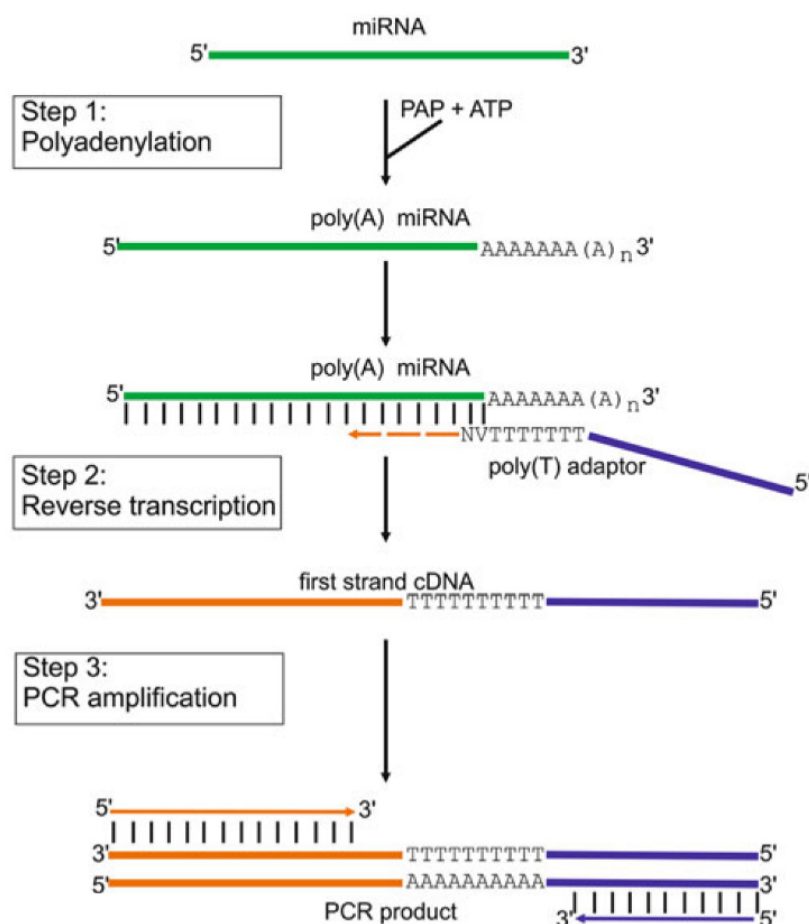 miRNA
5' 3'
Step 1:
Polyadenylation
PAP + ATP
poly(A) miRNA
5' AAAAAAA(A)n3'
poly(A) miRNA
5' AAAAAAA(A)n3'
NVTTTTTTT
poly(T) adaptor
5'
Step 2:
Reverse transcription
first strand cDNA
3' TTTTTTTTTT 5'
Step 3:
PCR amplification
5' 3'
3' TTTTTTTTTT 5'
5' AAAAAAAAAA 3'
PCR product
3' 5'